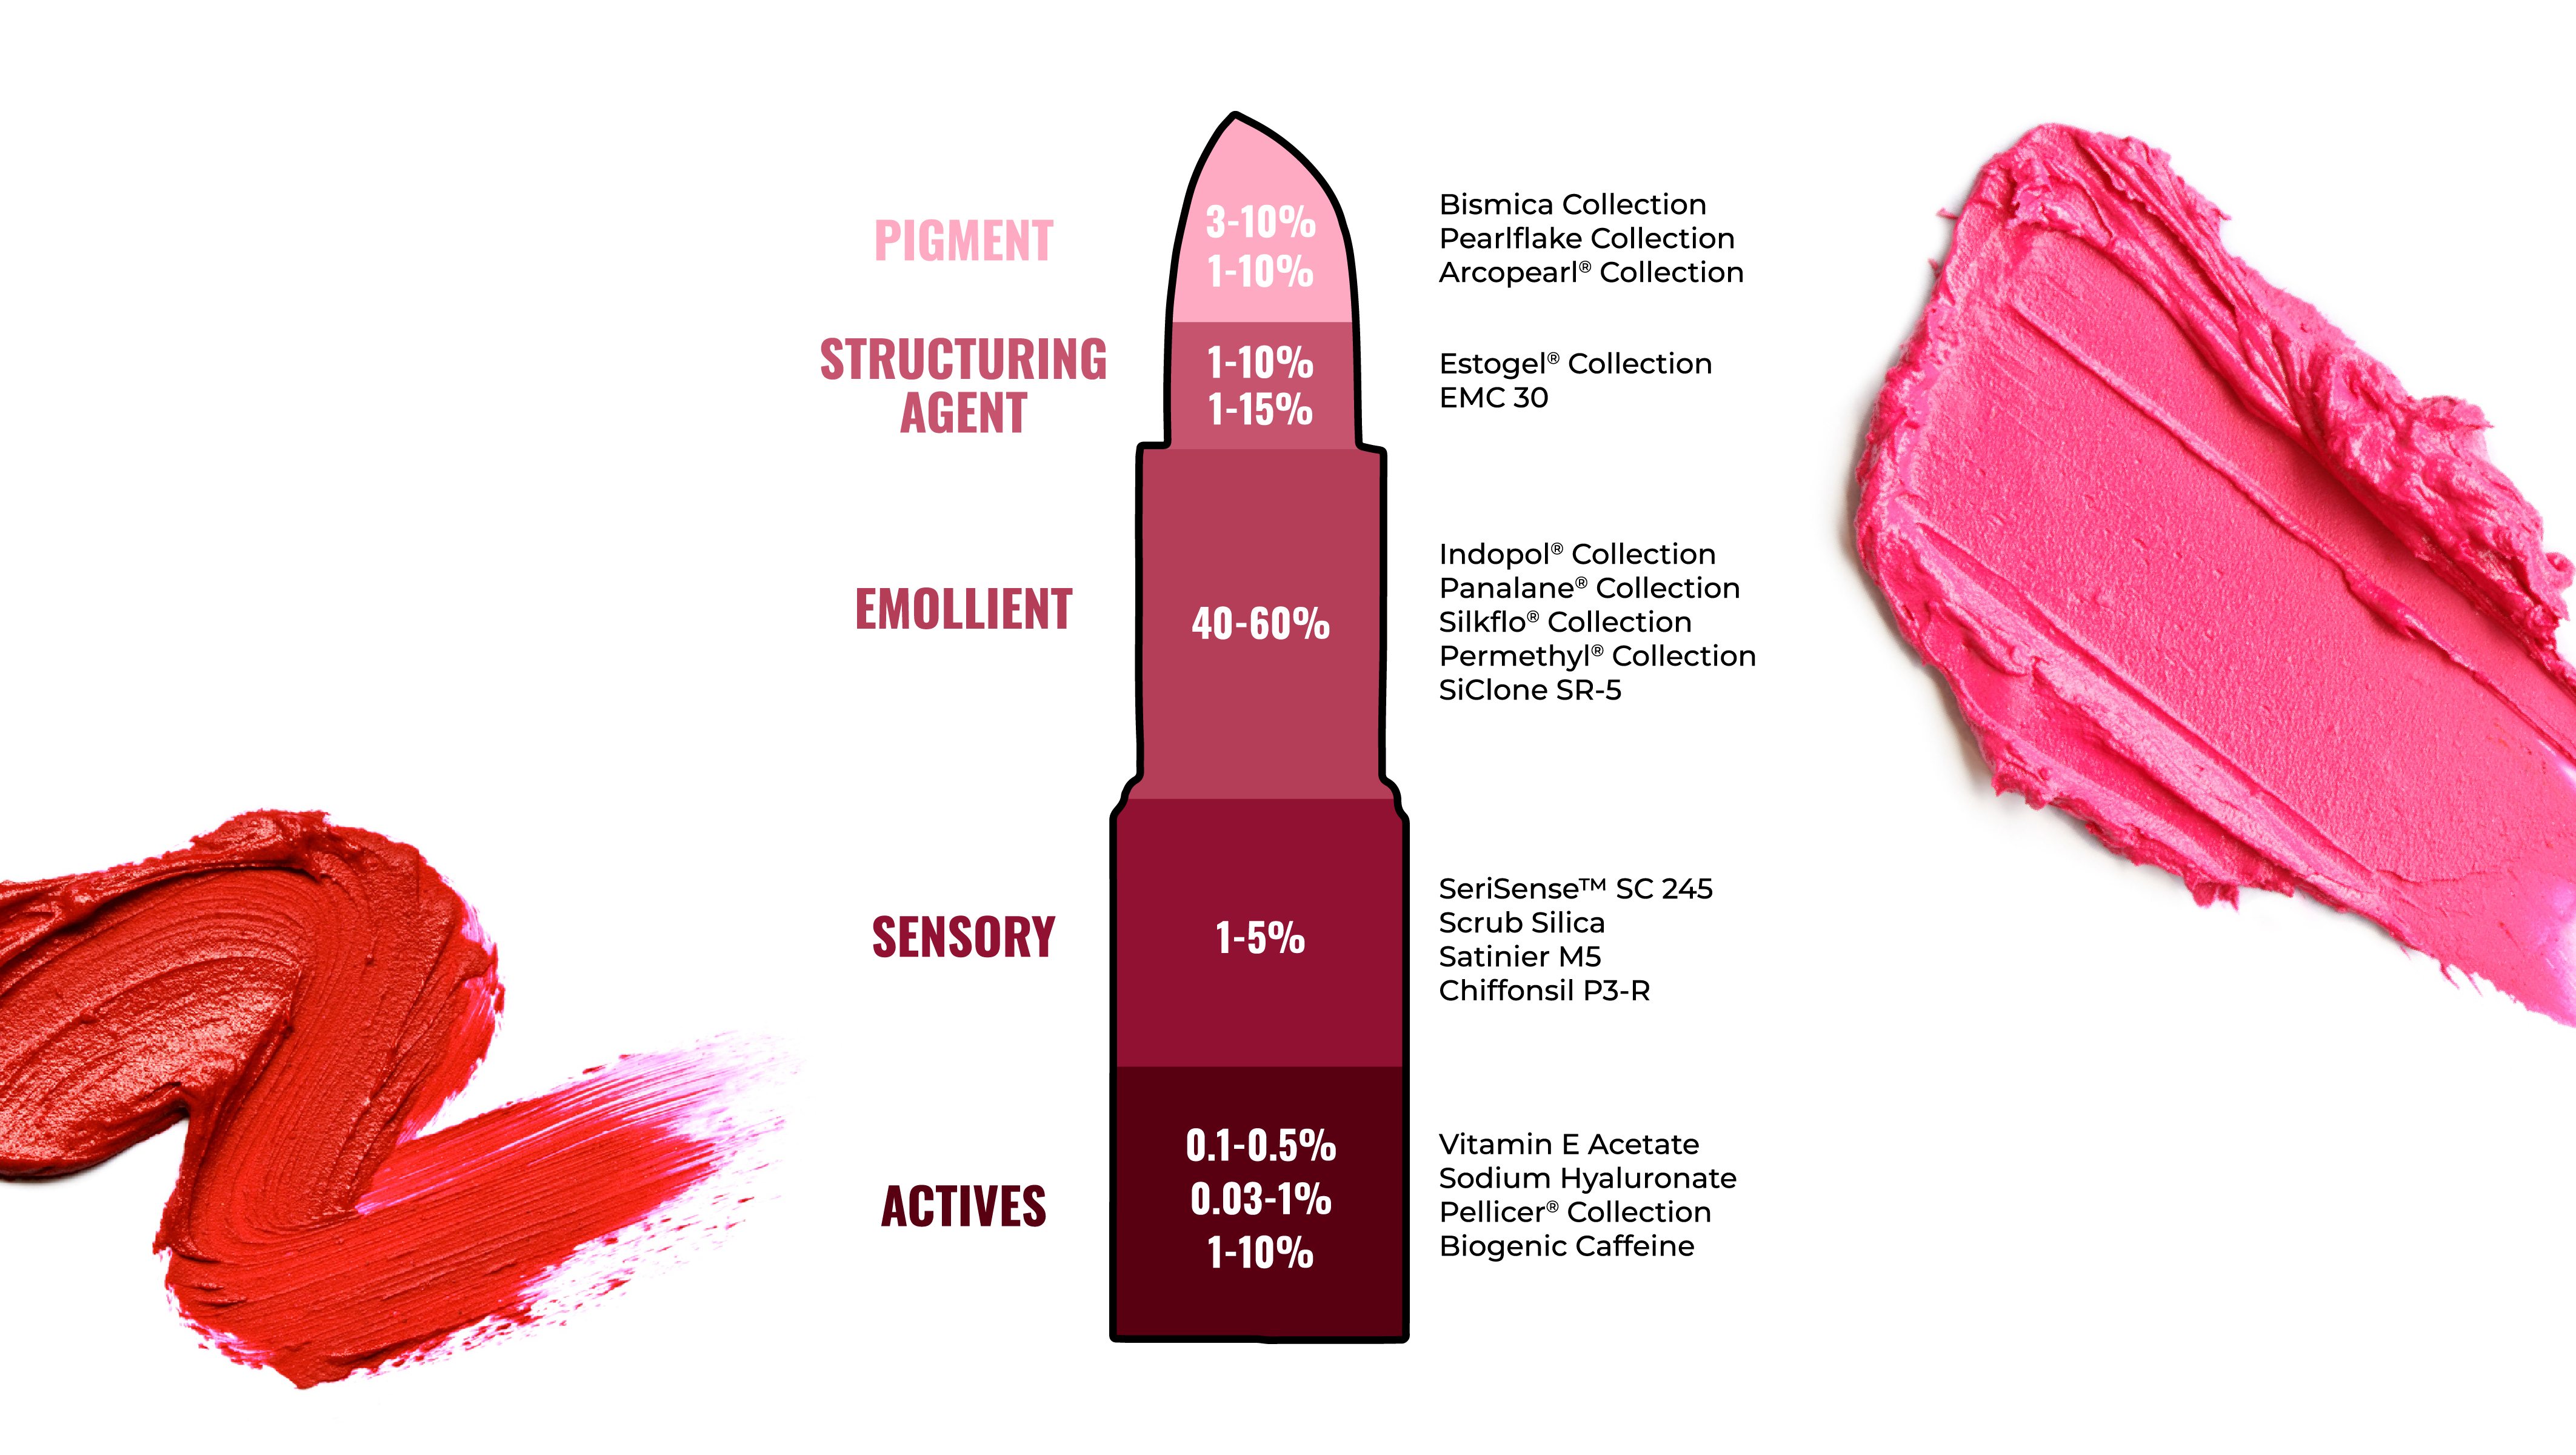 PIGMENT
3-10%
1-10%
Bismica Collection
Pearlflake Collection
Arcopearl® Collection
STRUCTURING
AGENT
1-10%
1-15%
Estogel® Collection
EMC 30
EMOLLIENT
40-60%
Indopol® Collection
Panalane® Collection
Silkflo® Collection
Permethyl® Collection
SiClone SR-5
SENSORY
1-5%
SeriSense™ SC 245
Scrub Silica
Satinier M5
Chiffonsil P3-R
ACTIVES
0.1-0.5%
0.03-1%
1-10%
Vitamin E Acetate
Sodium Hyaluronate
Pellicer® Collection
Biogenic Caffeine